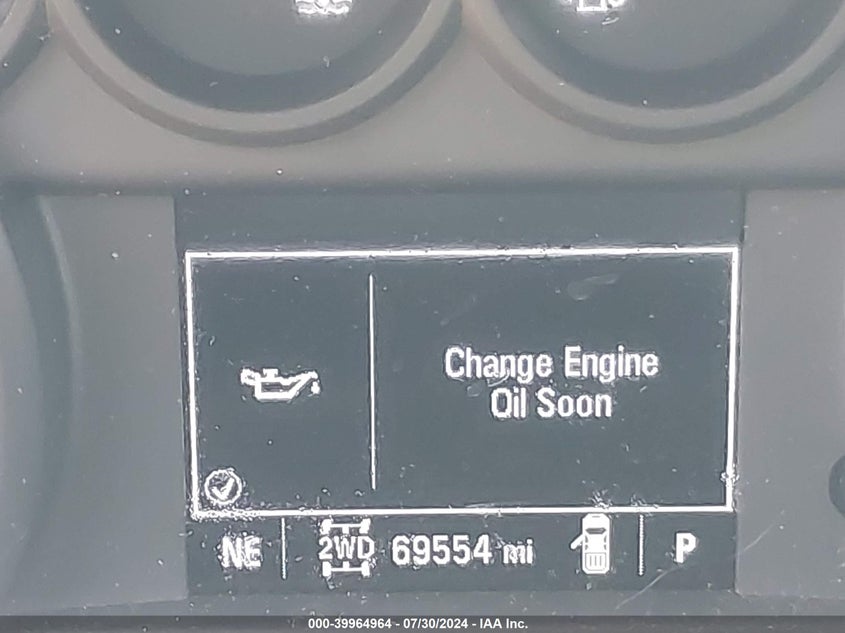 Change Engine
Oil Soon
NE 2WD 69554 mi P
000-39964964 - 07/30/2024 - IAA Inc.